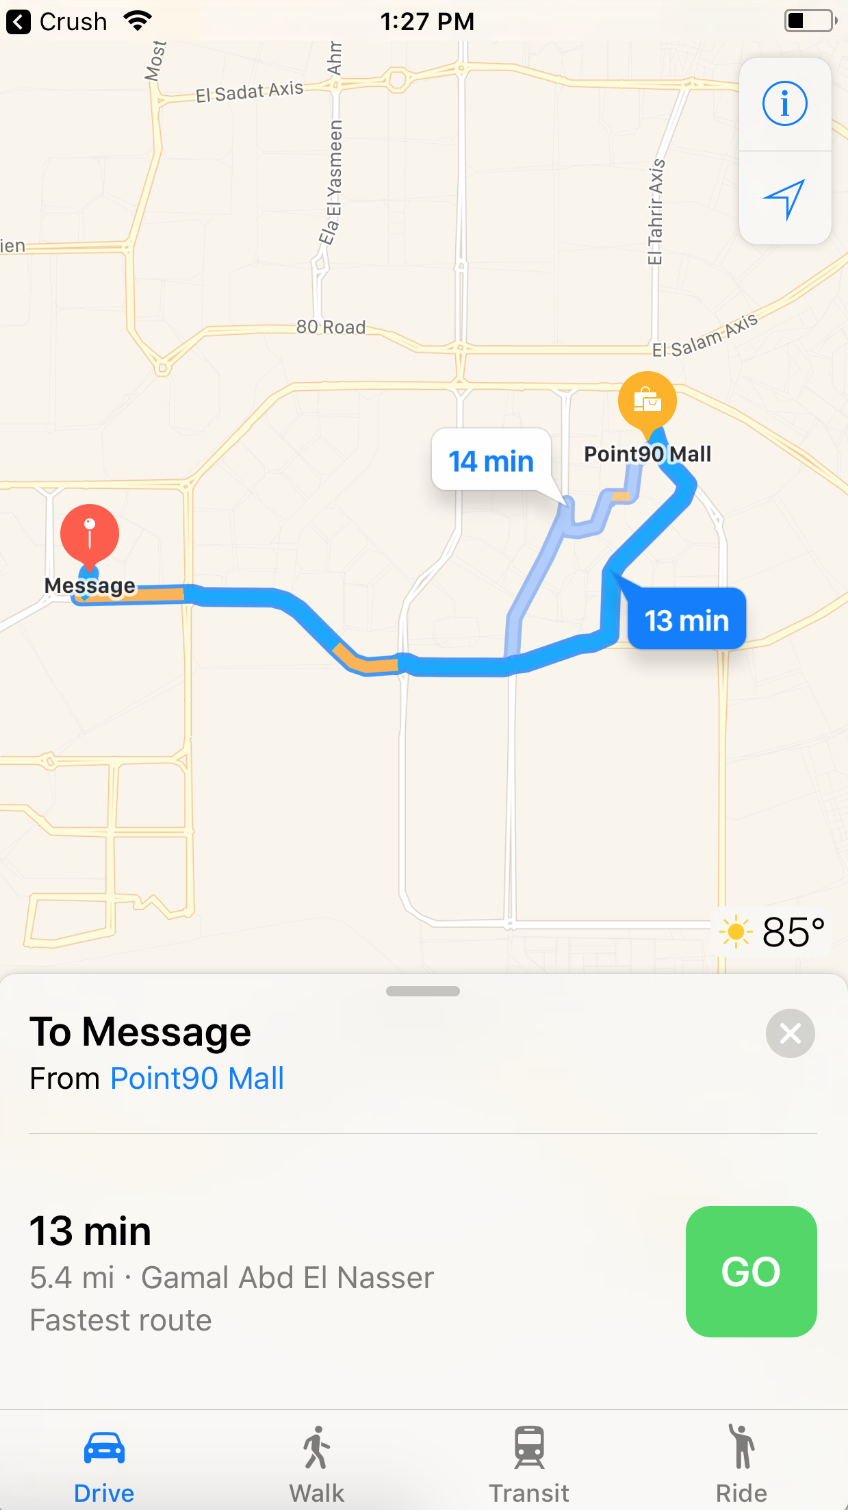 Crush
1:27 PM
Most
Ahm
El Sadat Axis
Ela El Yasmeen
El Tahrir Axis
ien
80 Road
El Salam Axis
14 min
Point90 Mall
Message
13 min
85°
To Message
From Point90 Mall
13 min
5.4 mi · Gamal Abd El Nasser
Fastest route
GO
Drive
Walk
Transit
Ride